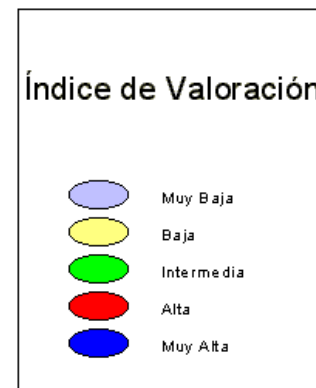 Índice de Valoración
Muy Baja
Baja
Intermedia
Alta
Muy Alta